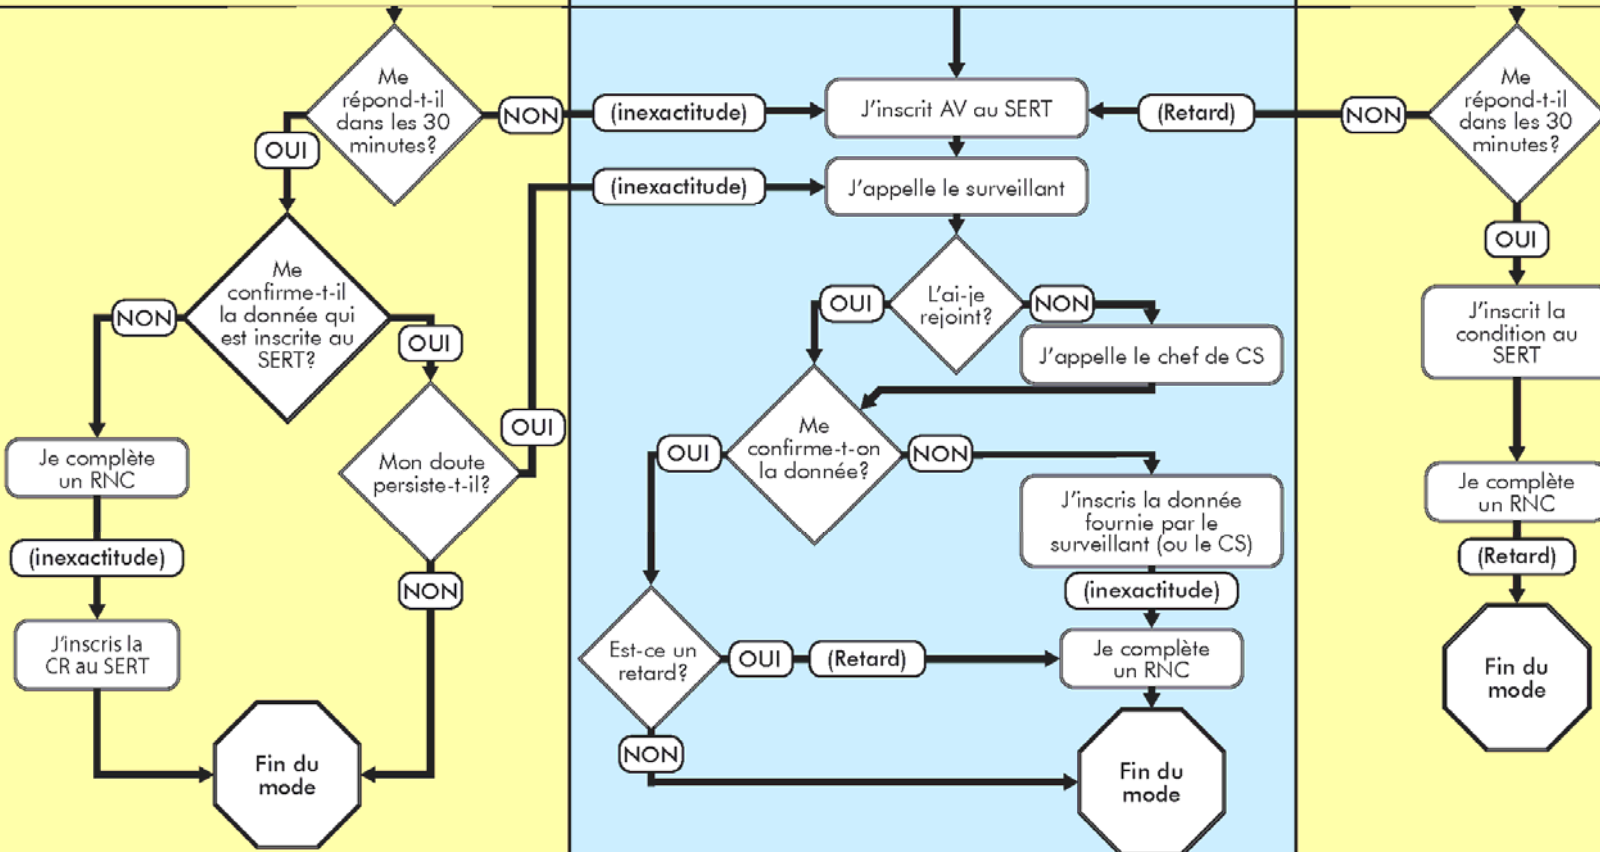 Me
répond-t-il
dans les 30
minutes?
NON
OUI
Me
confirme-t-il
la donnée qui
est inscrite au
SERT?
NON
OUI
Je complète
un RNC
(inexactitude)
J'inscris la
CR au SERT
Mon doute
persiste-t-il?
OUI
NON
Fin du
mode
(inexactitude)
J'inscrit AV au SERT
(Retard)
(inexactitude)
J'appelle le surveillant
L'ai-je
rejoint?
OUI
NON
J'appelle le chef de CS
Me
confirme-t-on
la donnée?
OUI
NON
J'inscris la donnée
fournie par le
surveillant (ou le CS)
(inexactitude)
Est-ce un
retard?
OUI
(Retard)
Je complète
un RNC
NON
Fin du
mode
NON
Me
répond-t-il
dans les 30
minutes?
OUI
J'inscrit la
condition au
SERT
Je complète
un RNC
(Retard)
Fin du
mode